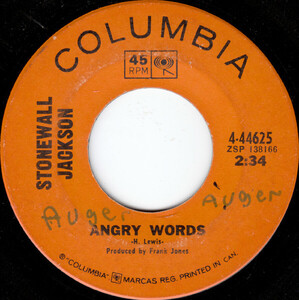 COLUMBIA
45
RPM
STONEWALL
JACKSON
4-44625
ZSP 138166
2:34
Auger
Auger
ANGRY WORDS
-H. Lewis-
Produced by Frank Jones
® "COLUMBIA" MARCAS REG. PRINTED IN CAN.